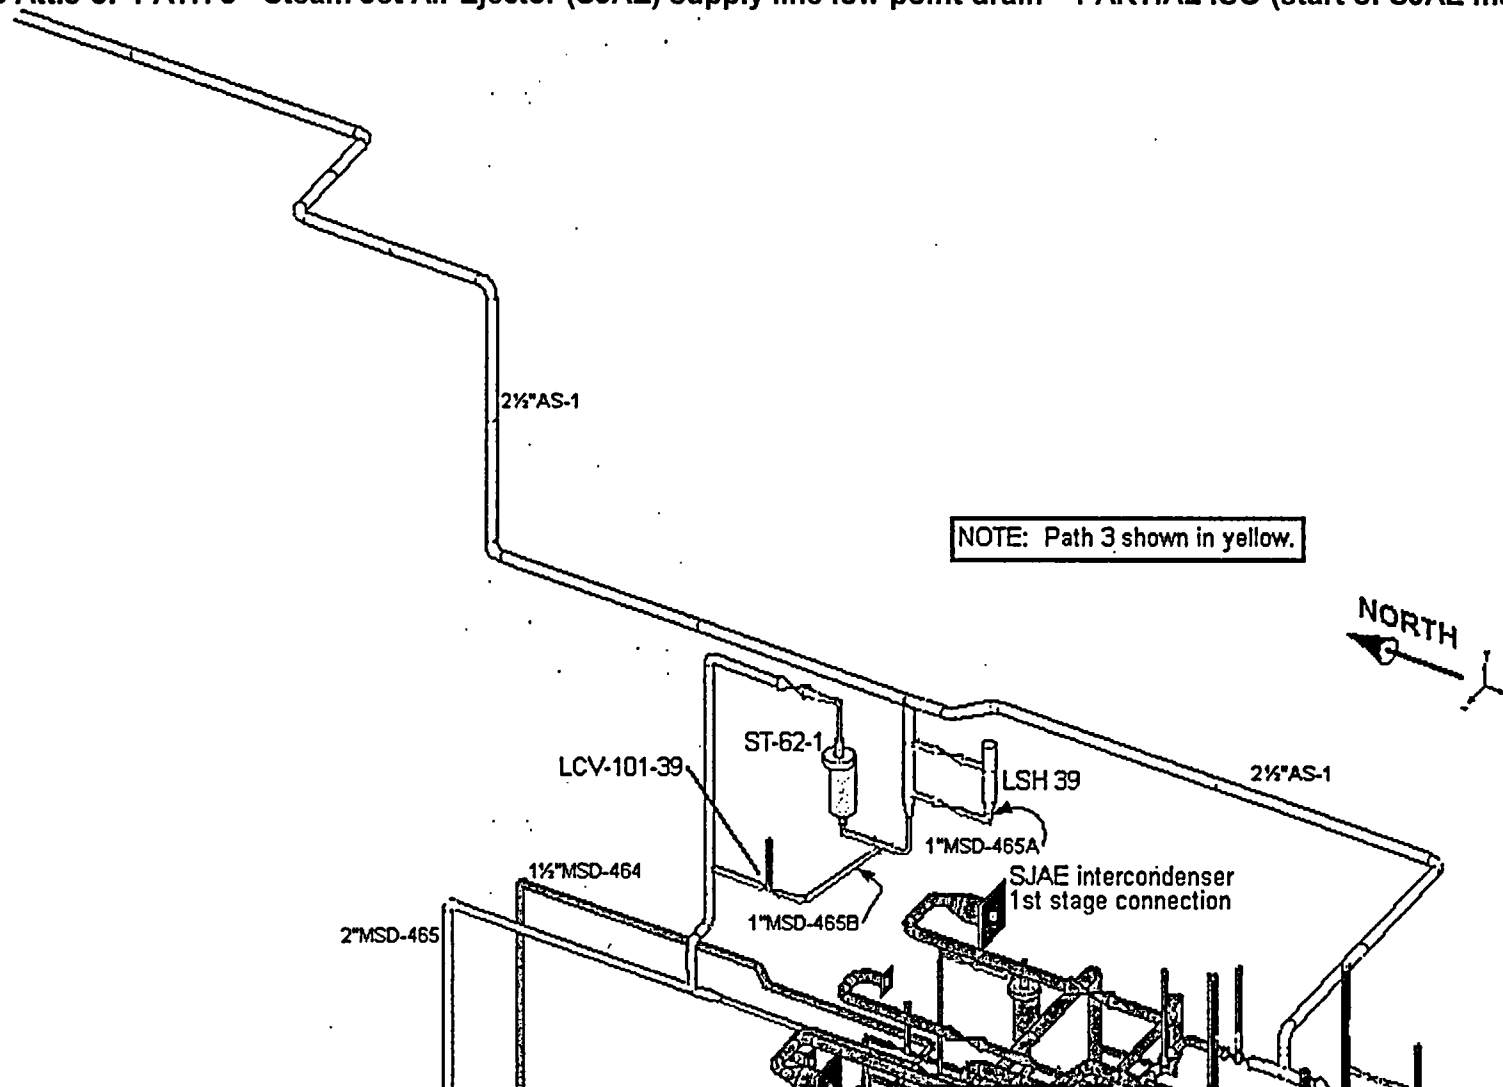 Steam Jet Air Ejector (SJAE) supply line low point drain - PARTIAL ISO (start of SJAE
2½"AS-1
NOTE: Path 3 shown in yellow.
NORTH
ST-62-1
LCV-101-39
LSH 39
2½"AS-1
1"MSD-465A
1½"MSD-464
SJAE intercondenser
1st stage connection
1"MSD-465B
2"MSD-465